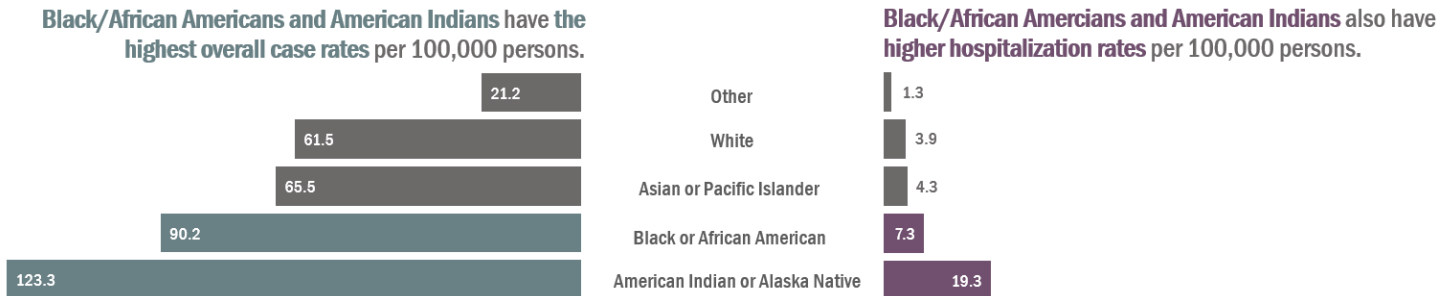 Black/African Americans and American Indians have the
highest overall case rates per 100,000 persons.
Black/African Amercians and American Indians also have
higher hospitalization rates per 100,000 persons.
21.2 Other 1.3
61.5 White 3.9
65.5 Asian or Pacific Islander 4.3
90.2 Black or African American 7.3
123.3 American Indian or Alaska Native 19.3